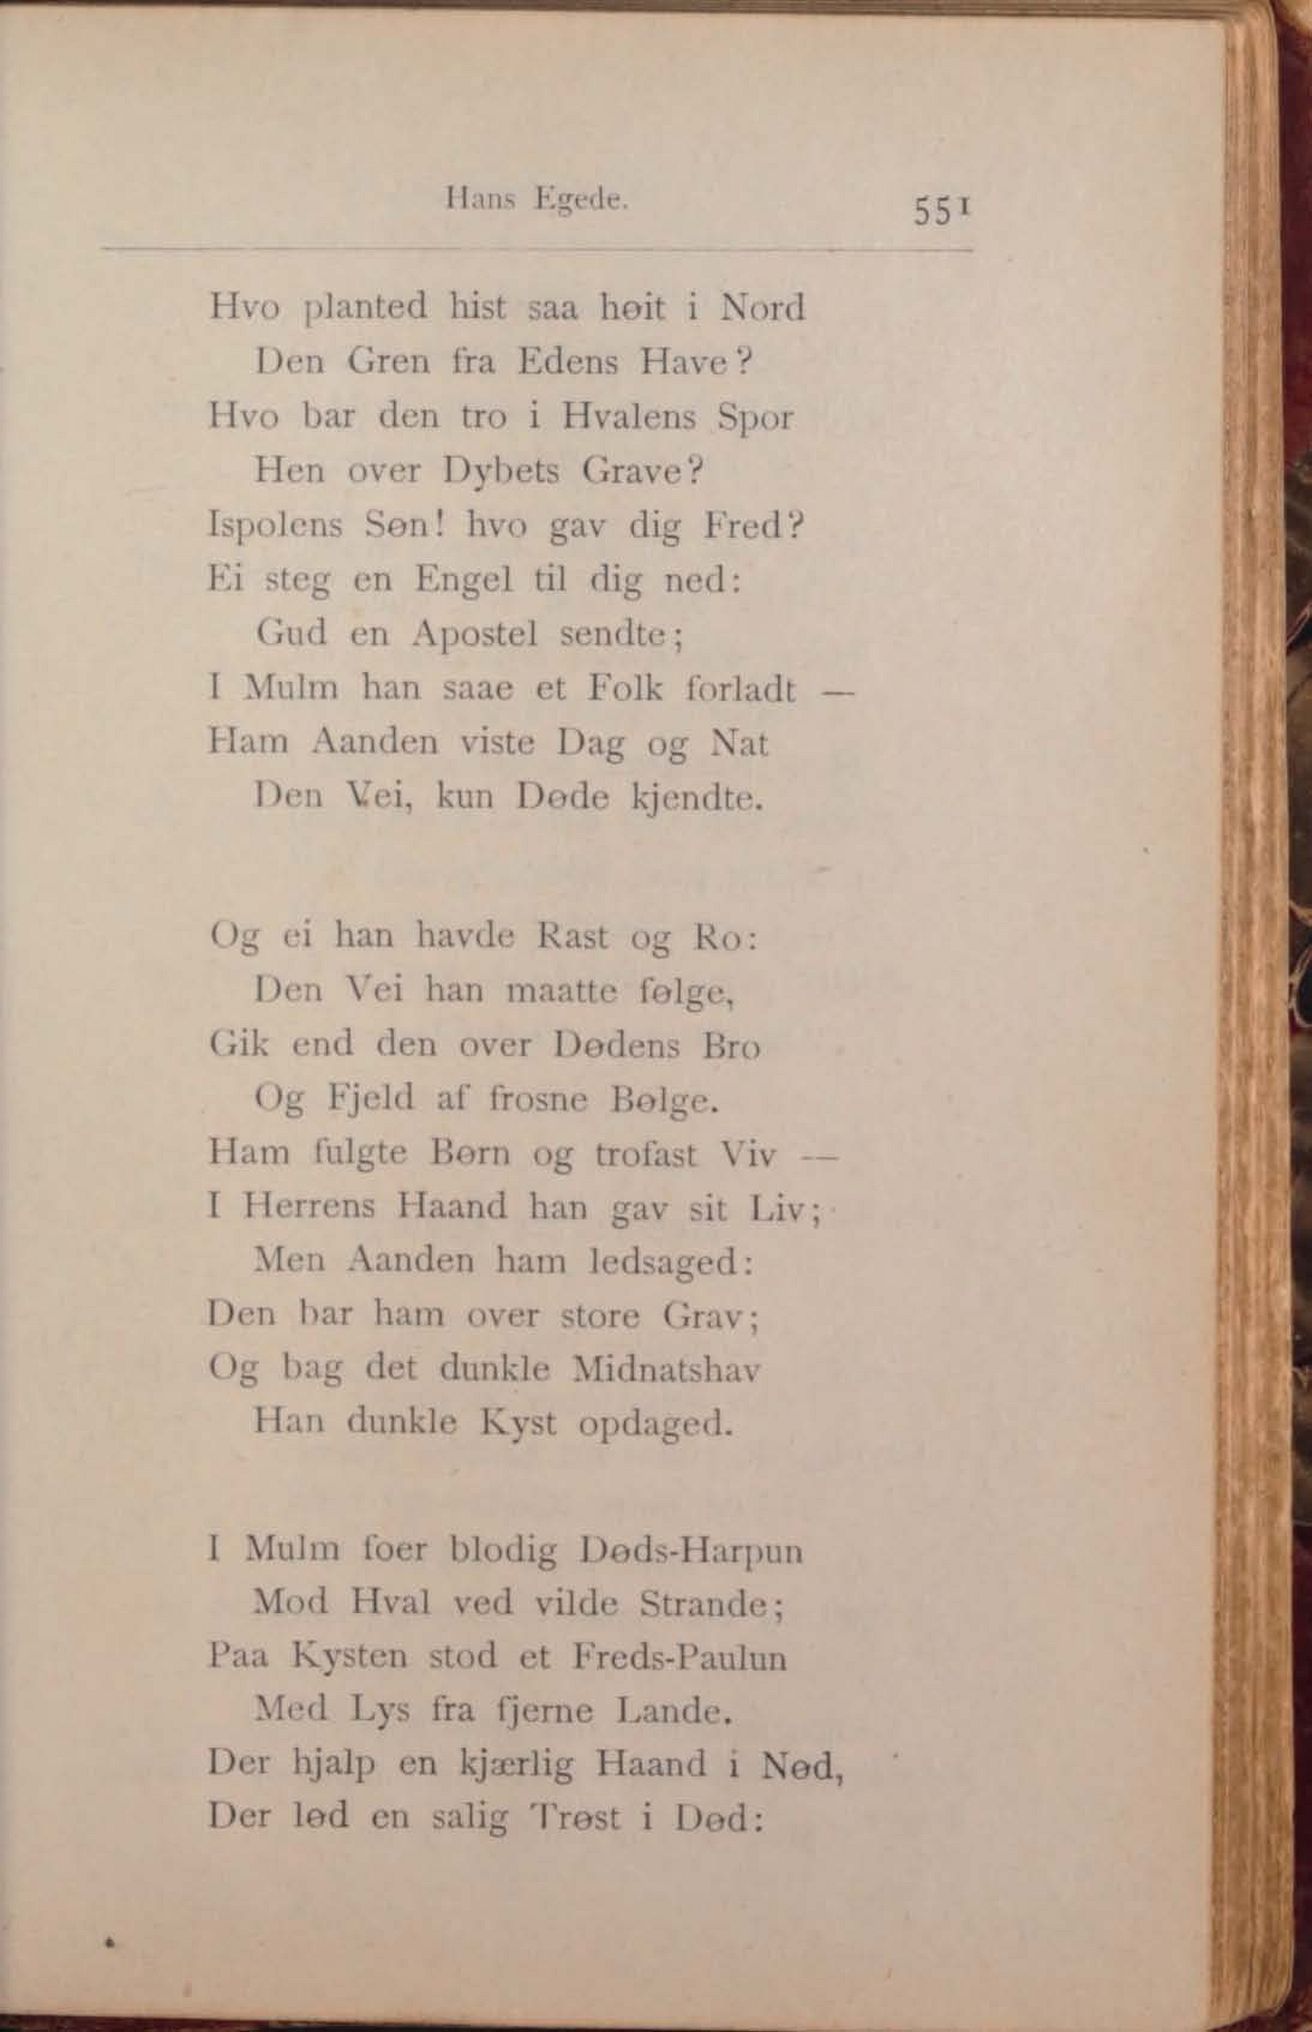 Hans Egede.
551
Hvo planted hist saa høit i Nord
Den Gren fra Edens Have?
Hvo bar den tro i Hvalens Spor
Hen over Dybets Grave?
Ispolens Søn! hvo gav dig Fred?
Ei steg en Engel til dig ned:
Gud en Apostel sendte;
I Mulm han saae et Folk forladt —
Ham Aanden viste Dag og Nat
Den Vei, kun Døde kjendte.
Og ei han havde Rast og Ro:
Den Vei han maatte følge,
Gik end den over Dødens Bro
Og Fjeld af frosne Bølge.
Ham fulgte Børn og trofast Viv —
I Herrens Haand han gav sit Liv;
Men Aanden ham ledsaged:
Den bar ham over store Grav;
Og bag det dunkle Midnatshav
Han dunkle Kyst opdaged.
I Mulm foer blodig Døds-Harpun
Mod Hval ved vilde Strande;
Paa Kysten stod et Freds-Paulun
Med Lys fra fjerne Lande.
Der hjalp en kjærlig Haand i Nød,
Der lød en salig Trøst i Død: